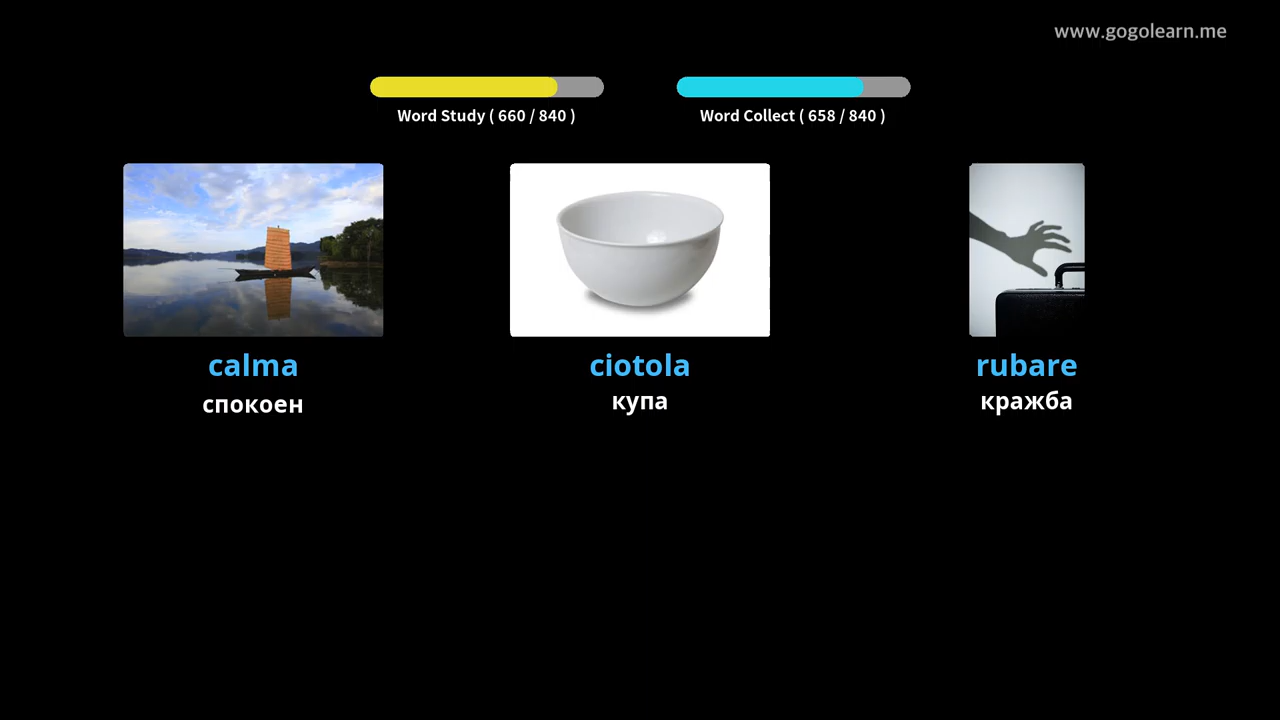 www.gogolearn.me
Word Study ( 660 / 840 )
Word Collect ( 658 / 840 )
calma
ciotola
rubare
спокоен
купа
кражба